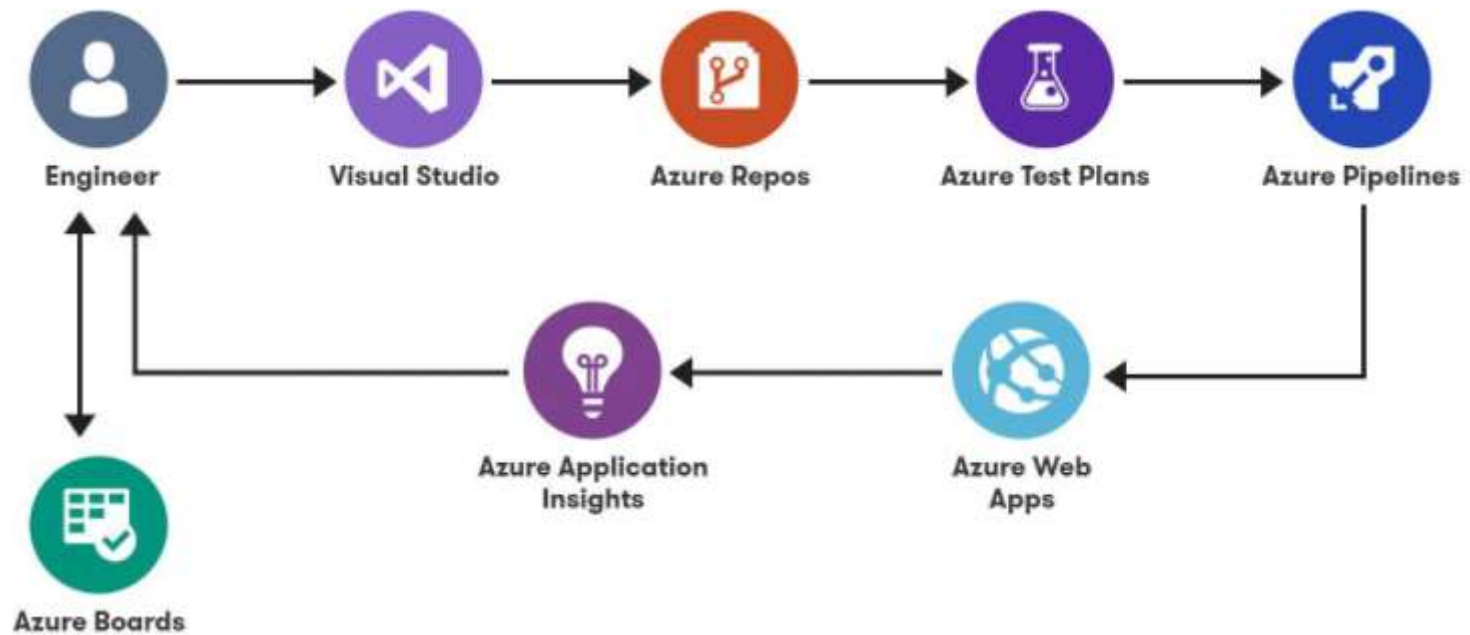 Engineer
Visual Studio
Azure Repos
Azure Test Plans
Azure Pipelines
Azure Application
Insights
Azure Web
Apps
Azure Boards